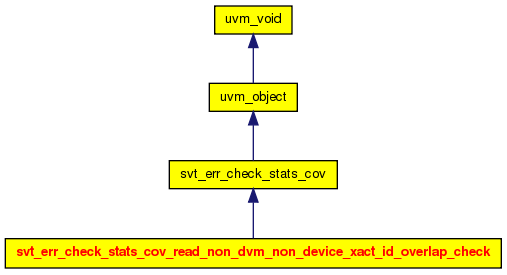 uvm_void
uvm_object
svt_err_check_stats_cov
svt_err_check_stats_cov_read_non_dvm_non_device_xact_id_overlap_check